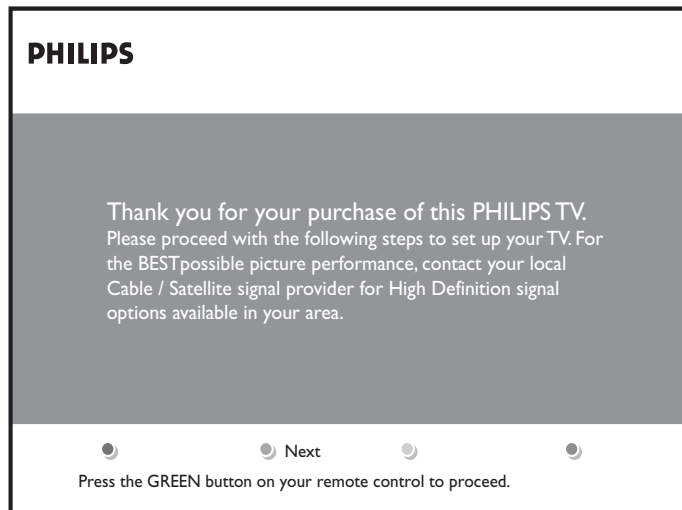 PHILIPS
Thank you for your purchase of this PHILIPS TV.
Please proceed with the following steps to set up your TV. For
the BESTpossible picture performance, contact your local
Cable / Satellite signal provider for High Definition signal
options available in your area.
Next
Press the GREEN button on your remote control to proceed.